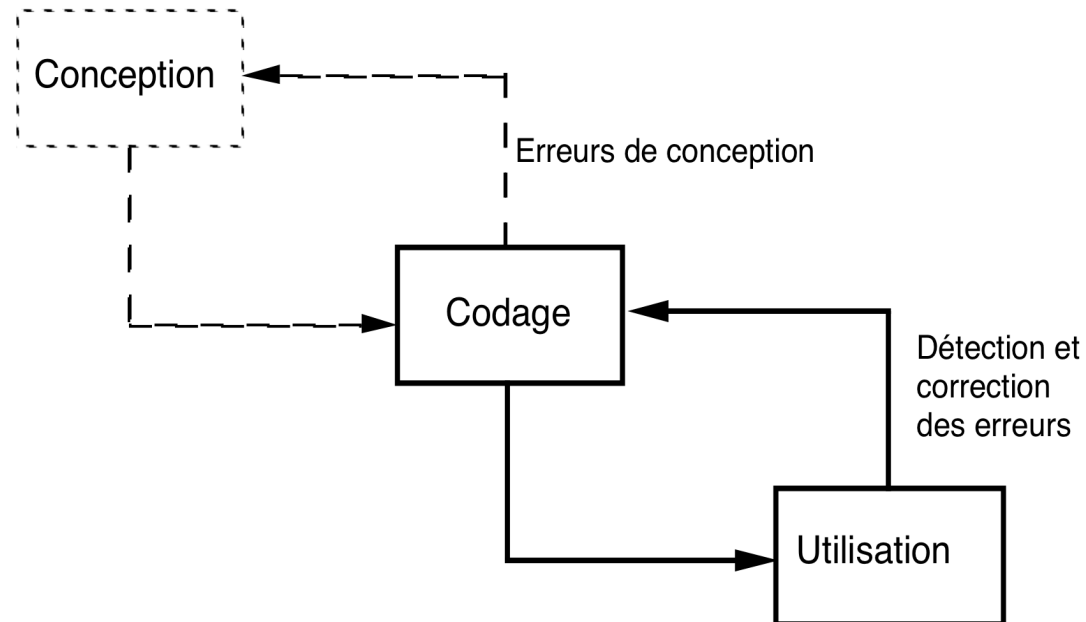 Conception
Erreurs de conception
Codage
Détection et
correction
des erreurs
Utilisation